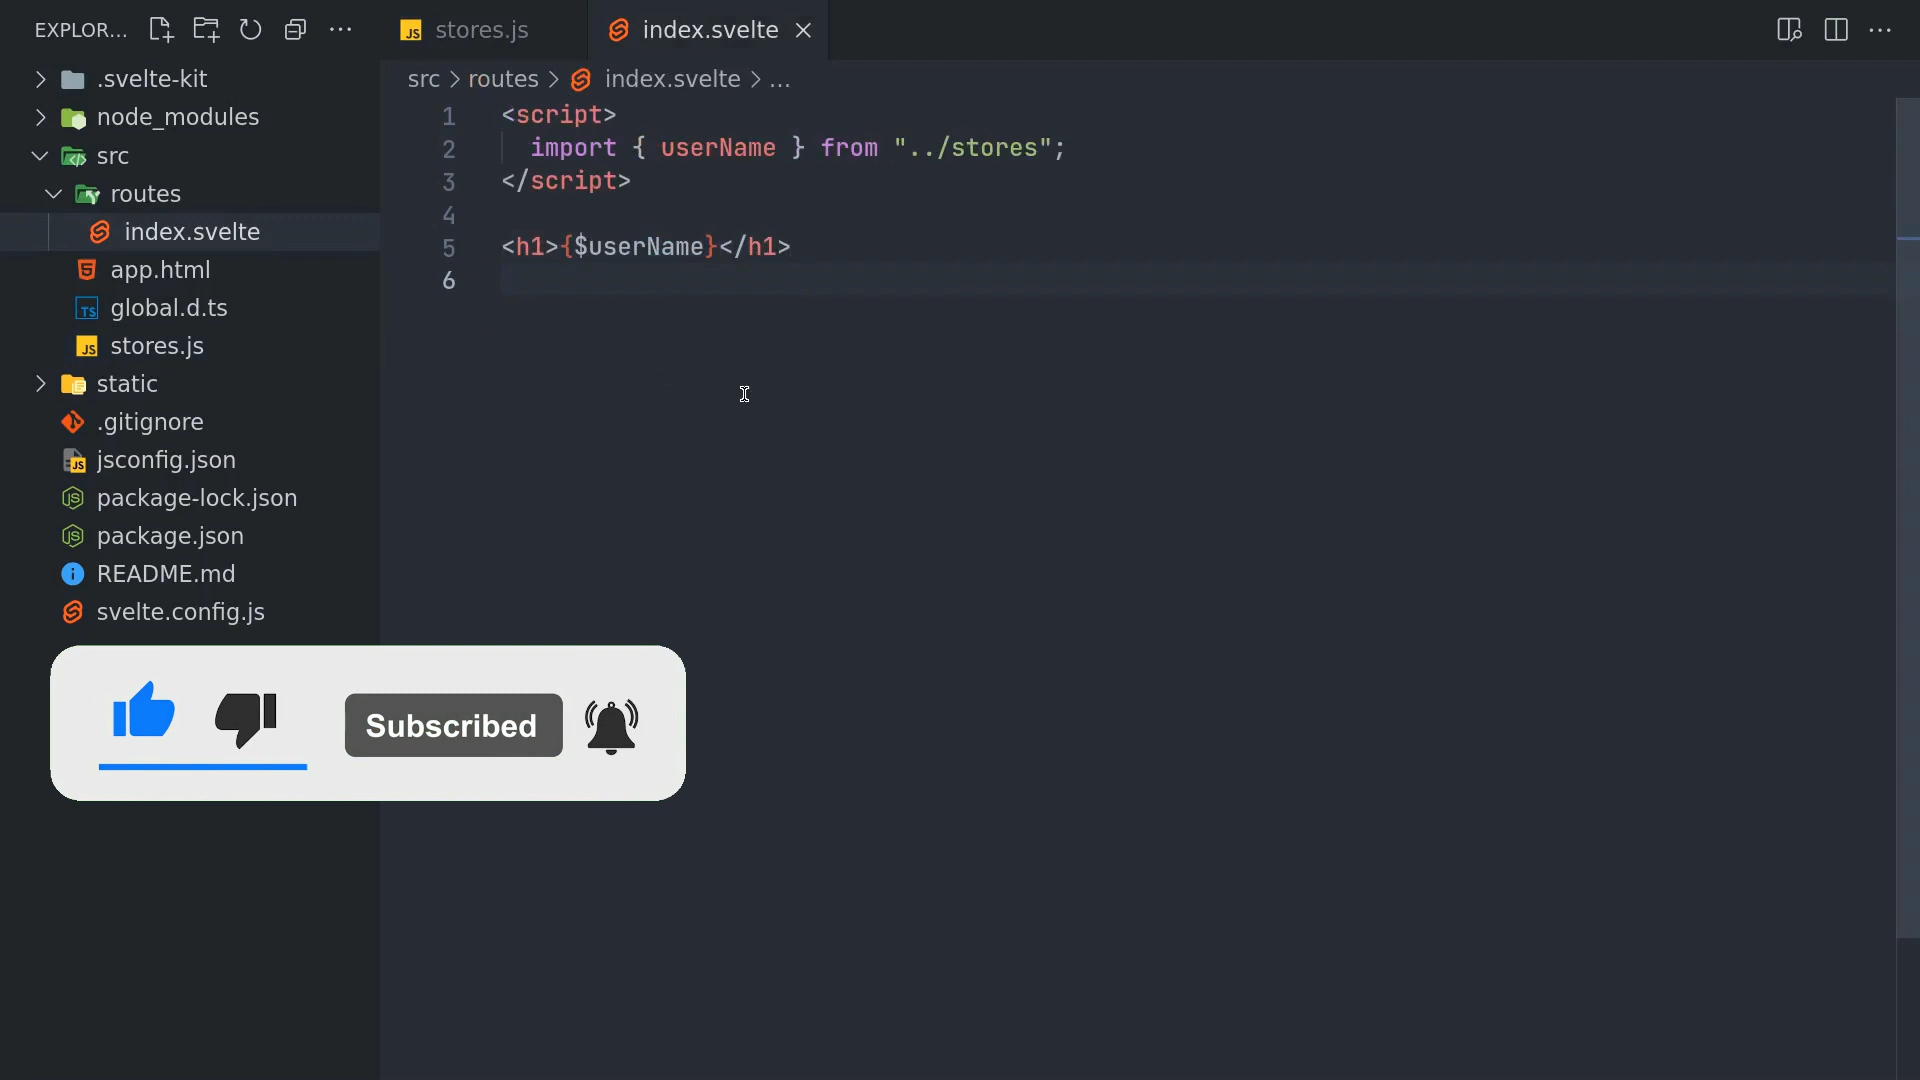 EXPLOR...
stores.js
index.svelte
.svelte-kit
node_modules
src
routes
index.svelte
app.html
global.d.ts
stores.js
static
.gitignore
jsconfig.json
package-lock.json
package.json
README.md
svelte.config.js
src > routes > index.svelte > ...
1 <script>
2 import { userName } from "../stores";
3 </script>
4
5 <h1>{$userName}</h1>
6
Subscribed